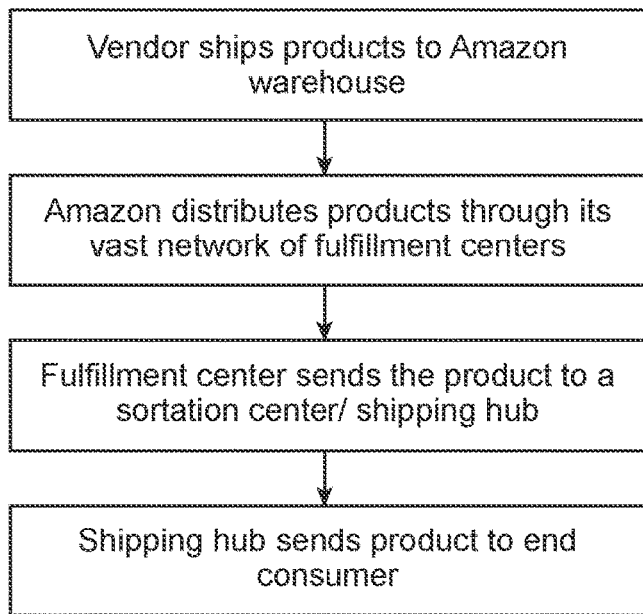 Vendor ships products to Amazon
warehouse
Amazon distributes products through its
vast network of fulfillment centers
Fulfillment center sends the product to a
sortation center/ shipping hub
Shipping hub sends product to end
consumer